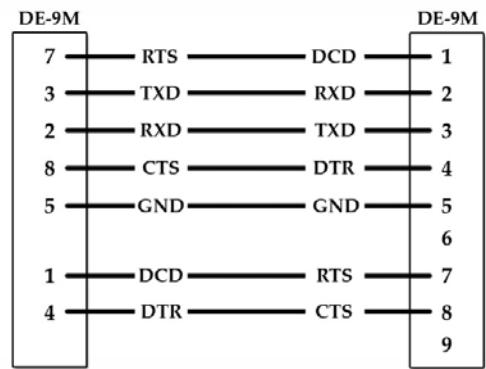 DE-9M DE-9M
7 RTS DCD 1
3 TXD RXD 2
2 RXD TXD 3
8 CTS DTR 4
5 GND GND 5
6
1 DCD RTS 7
4 DTR CTS 8
9